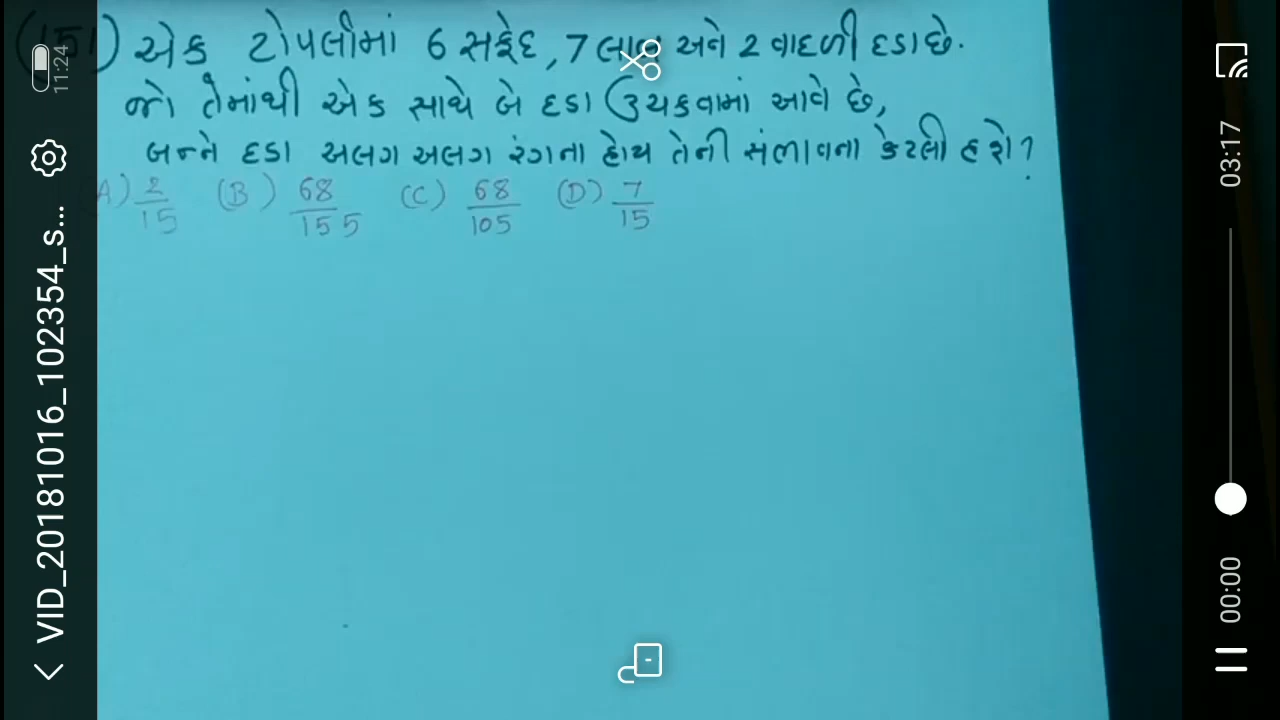 (151) એક ટોપલીમાં 6 સફેદ, 7 લાલ અને 2 વાદળી દડા છે.
જો તેમાંથી એક સાથે બે દડા ઉચકવામાં આવે છે,
બન્ને દડા અલગ અલગ રંગના હોય તેની સંભાવના કેટલી હશે?
(A) 2/15 (B) 68/155 (C) 68/105 (D) 7/15
11:24
VID_20181016_102354_s...
03:17
00:00